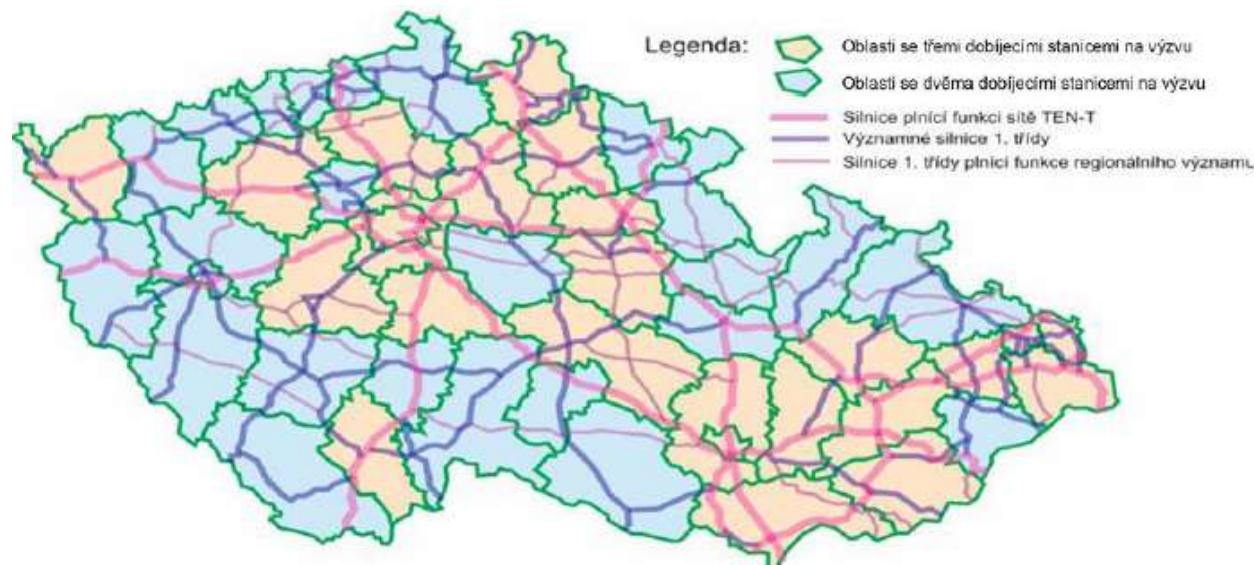 Legenda:
Oblasti se třemi dobíjecími stanicemi na výzvu
Oblasti se dvěma dobíjecími stanicemi na výzvu
Silnice plnící funkci sítě TEN-T
Významné silnice 1. třídy
Silnice 1. třídy plnící funkce regionálního významu